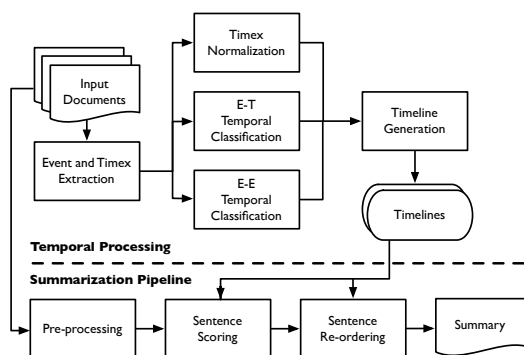 Input
Documents
Event and Timex
Extraction
Timex
Normalization
E-T
Temporal
Classification
E-E
Temporal
Classification
Timeline
Generation
Timelines
Temporal Processing
Summarization Pipeline
Pre-processing
Sentence
Scoring
Sentence
Re-ordering
Summary